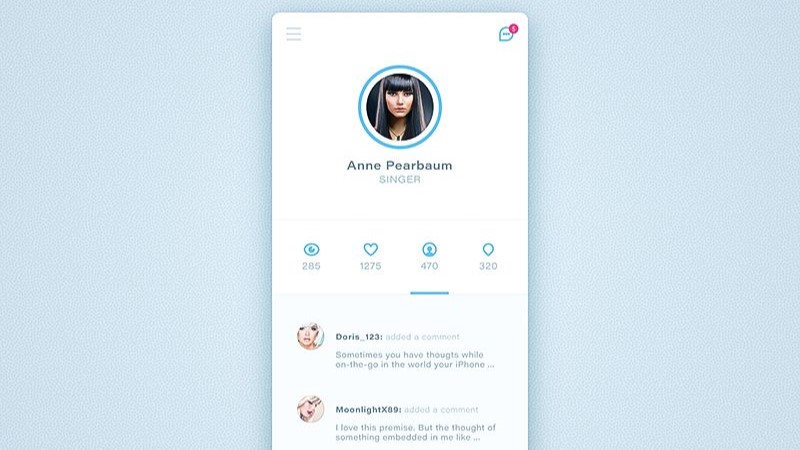 Anne Pearbaum
SINGER
285 1275 470 320
Doris_123: added a comment
Sometimes you have thougts while
on-the-go in the world your iPhone ...
MoonlightX89: added a comment
I love this premise. But the thought of
something embedded in me like ...